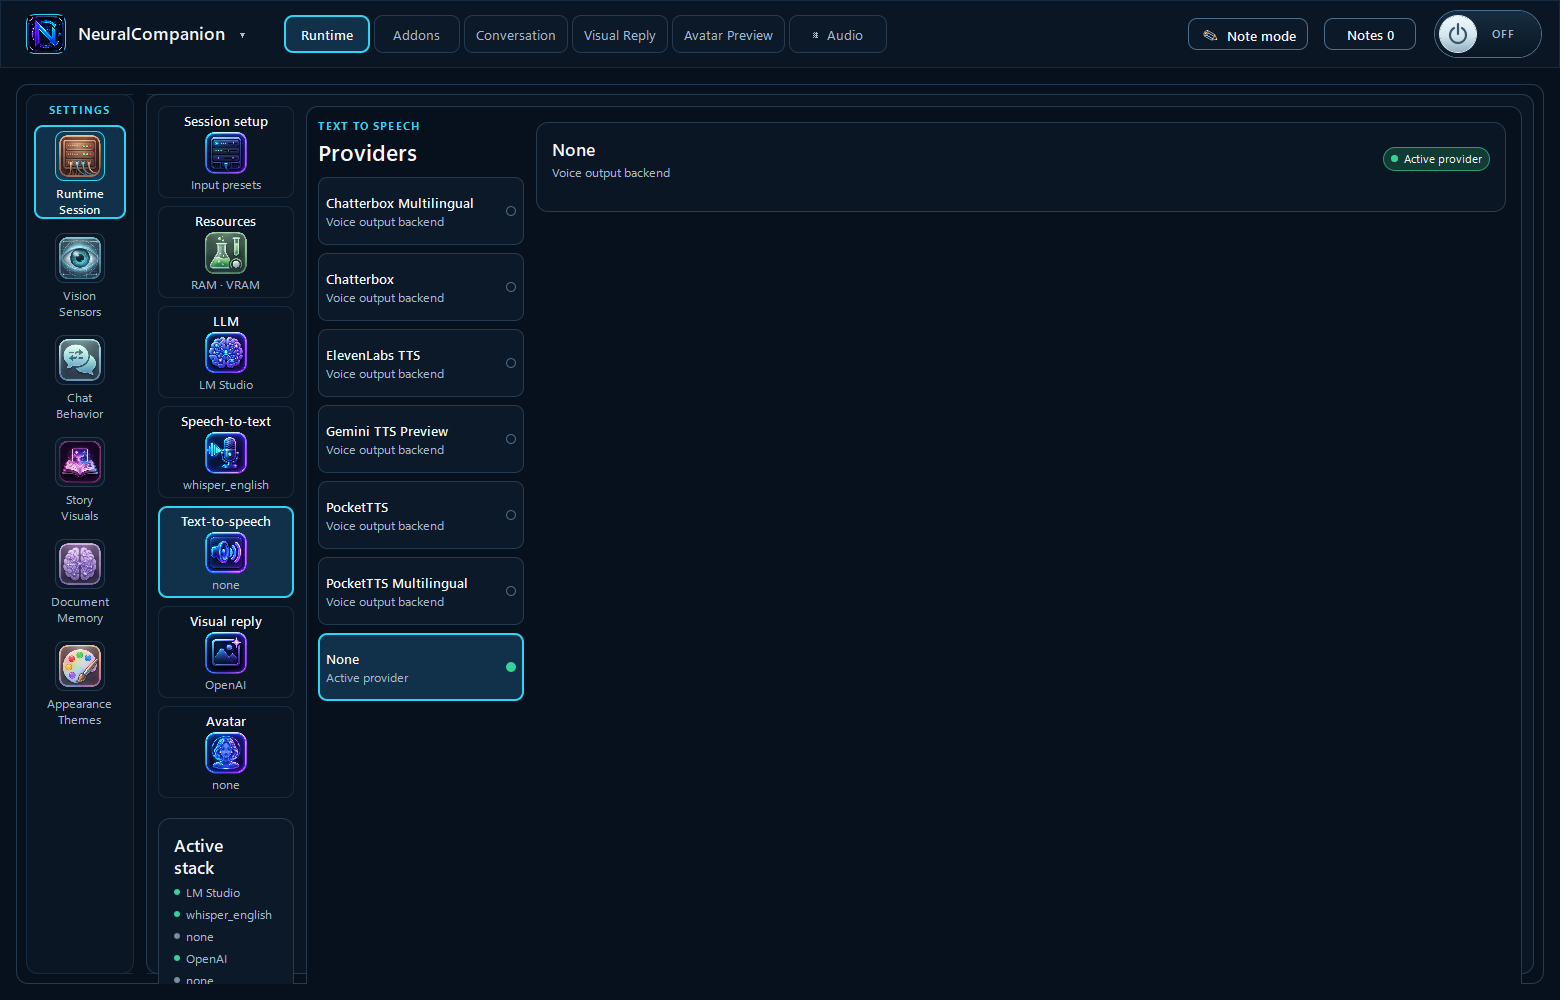 NeuralCompanion
Runtime
Addons
Conversation
Visual Reply
Avatar Preview
Audio
Note mode
Notes 0
OFF
SETTINGS
Runtime
Session
Vision
Sensors
Chat
Behavior
Story
Visuals
Document
Memory
Appearance
Themes
Session setup
Input presets
Resources
RAM · VRAM
LLM
LM Studio
Speech-to-text
whisper_english
Text-to-speech
none
Visual reply
OpenAI
Avatar
none
Active
stack
LM Studio
whisper_english
none
OpenAI
none
TEXT TO SPEECH
Providers
Chatterbox Multilingual
Voice output backend
Chatterbox
Voice output backend
ElevenLabs TTS
Voice output backend
Gemini TTS Preview
Voice output backend
PocketTTS
Voice output backend
PocketTTS Multilingual
Voice output backend
None
Active provider
None
Voice output backend
Active provider